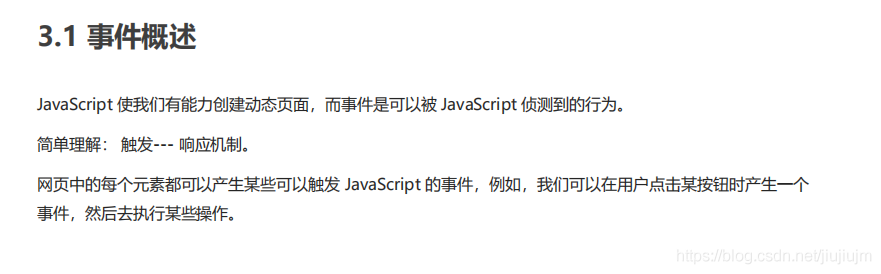 3.1 事件概述
JavaScript 使我们有能力创建动态页面，而事件是可以被 JavaScript 侦测到的行为。
简单理解： 触发--- 响应机制。
网页中的每个元素都可以产生某些可以触发 JavaScript 的事件，例如，我们可以在用户点击某按钮时产生一个
事件，然后去执行某些操作。
https://blog.csdn.net/jiujiujm